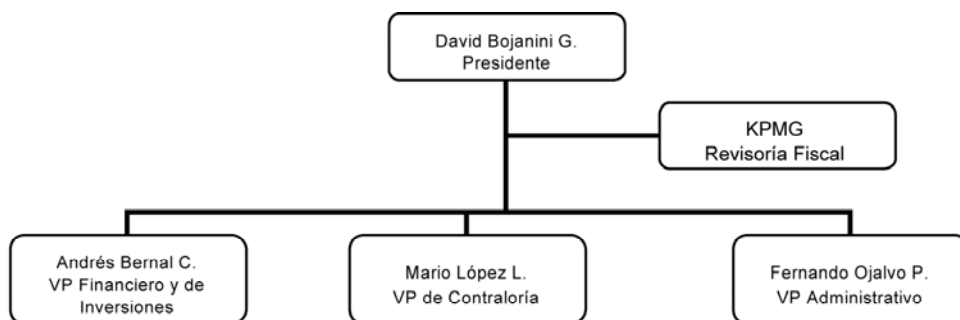 David Bojanini G.
Presidente
KPMG
Revisoría Fiscal
Andrés Bernal C.
VP Financiero y de
Inversiones
Mario López L.
VP de Contraloría
Fernando Ojalvo P.
VP Administrativo